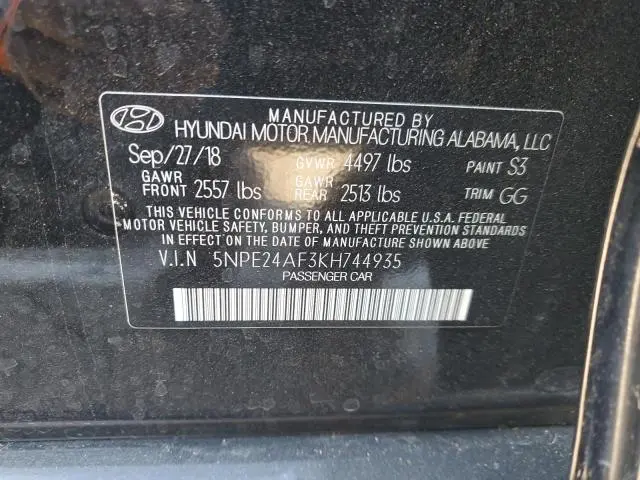 MANUFACTURED BY
HYUNDAI MOTOR MANUFACTURING ALABAMA, LLC
Sep/27/18 GVWR 4497 lbs PAINT S3
GAWR FRONT 2557 lbs GAWR REAR 2513 lbs TRIM GG
THIS VEHICLE CONFORMS TO ALL APPLICABLE U.S.A. FEDERAL
MOTOR VEHICLE SAFETY, BUMPER, AND THEFT PREVENTION STANDARDS
IN EFFECT ON THE DATE OF MANUFACTURE SHOWN ABOVE
V.I.N 5NPE24AF3KH744935
PASSENGER CAR